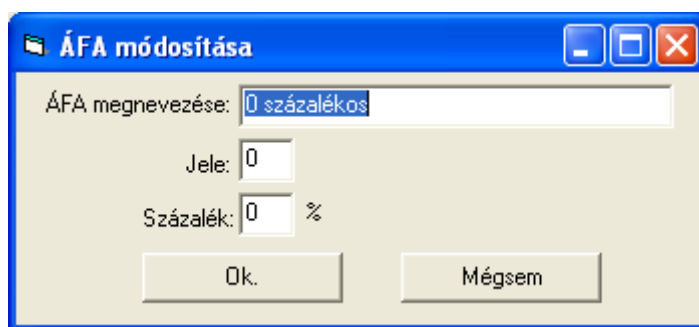 ÁFA módosítása
ÁFA megnevezése: 0 százalékos
Jele: 0
Százalék: 0 %
Ok. Mégsem